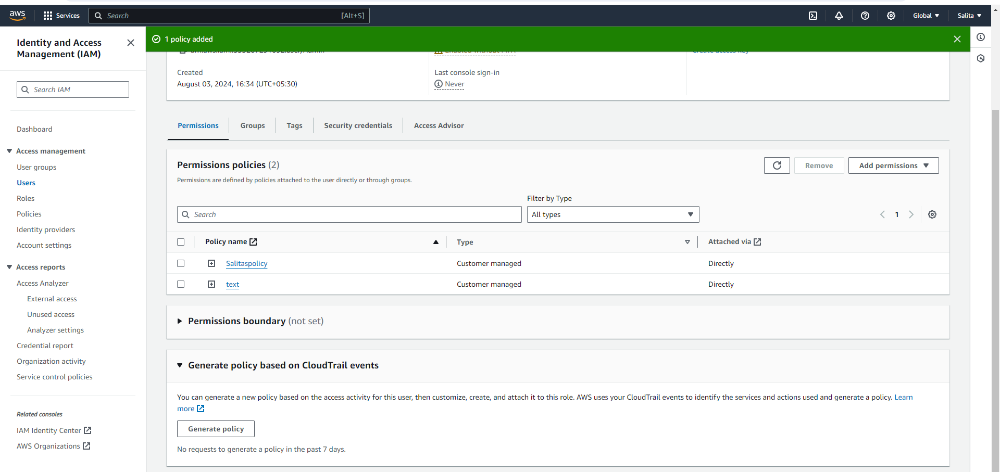 aws
Services
Search
[Alt+S]
Global
Salita
Identity and Access
Management (IAM)
Search IAM
Dashboard
Access management
User groups
Users
Roles
Policies
Identity providers
Account settings
Access reports
Access Analyzer
External access
Unused access
Analyzer settings
Credential report
Organization activity
Service control policies
Related consoles
IAM Identity Center
AWS Organizations
1 policy added
Create access key
Created
August 03, 2024, 16:34 (UTC+05:30)
Last console sign-in
Never
Permissions
Groups
Tags
Security credentials
Access Advisor
Permissions policies (2)
Permissions are defined by policies attached to the user directly or through groups.
Remove
Add permissions
Filter by Type
Search
All types
1
Policy name
Type
Attached via
Salitaspolicy
Customer managed
Directly
text
Customer managed
Directly
Permissions boundary (not set)
Generate policy based on CloudTrail events
You can generate a new policy based on the access activity for this user, then customize, create, and attach it to this role. AWS uses your CloudTrail events to identify the services and actions used and generate a policy. Learn
more
Generate policy
No requests to generate a policy in the past 7 days.